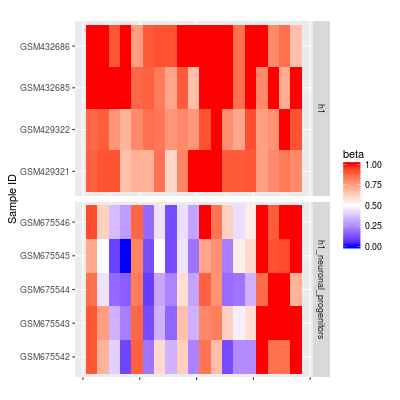 GSM432686
GSM432685
GSM429322
GSM429321
h1
GSM675546
GSM675545
GSM675544
GSM675543
GSM675542
h1_neuronal_progenitors
Sample ID
beta
1.00
0.75
0.50
0.25
0.00